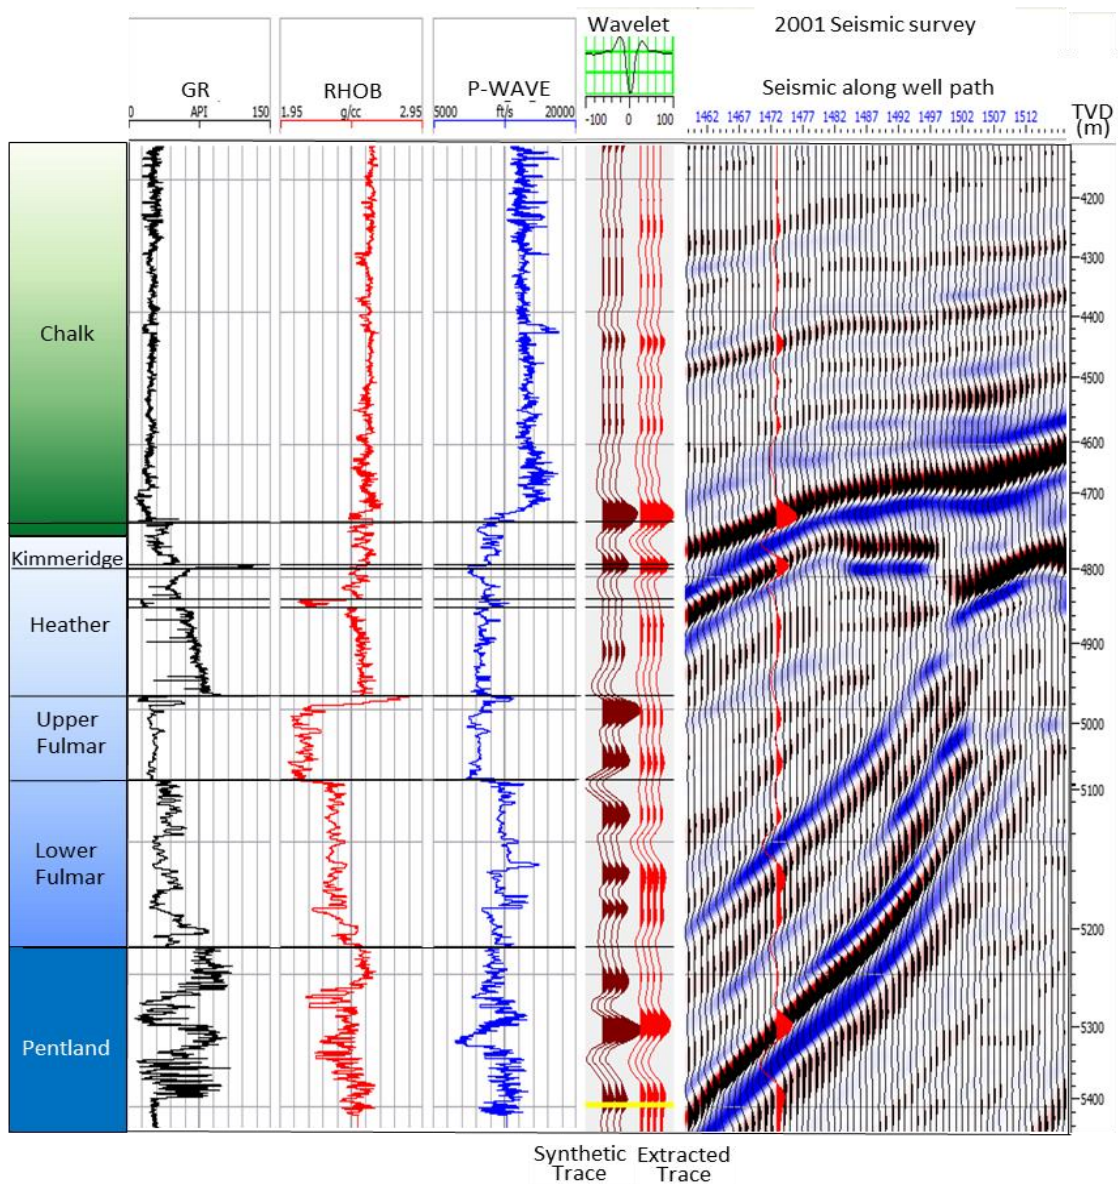 Wavelet
2001 Seismic survey
GR
RHOB
P-WAVE
Seismic along well path
0 API 150
1.95 g/cc 2.95
5000 ft/s 20000
-100 0 100
1462 1467 1472 1477 1482 1487 1492 1497 1502 1507 1512
TVD
(m)
4200
4300
Chalk
4400
4500
4600
4700
Kimmeridge
4800
Heather
4900
Upper
Fulmar
5000
5100
Lower
Fulmar
5200
Pentland
5300
5400
Synthetic
Trace
Extracted
Trace